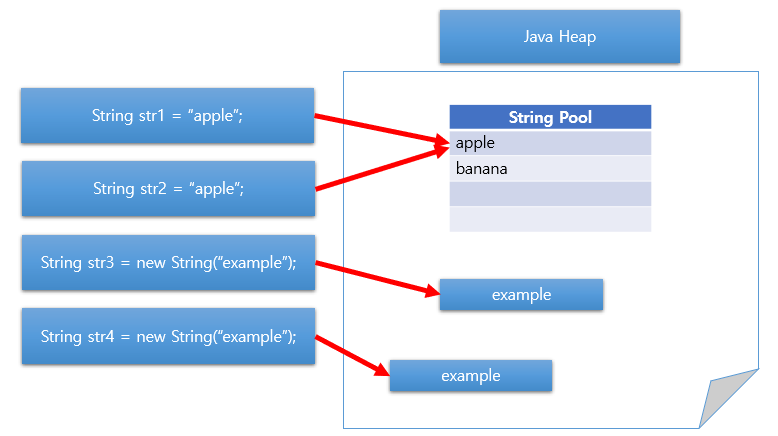 Java Heap
String str1 = “apple”;
String str2 = “apple”;
String str3 = new String(“example”);
String str4 = new String(“example”);
String Pool
apple
banana
example
example